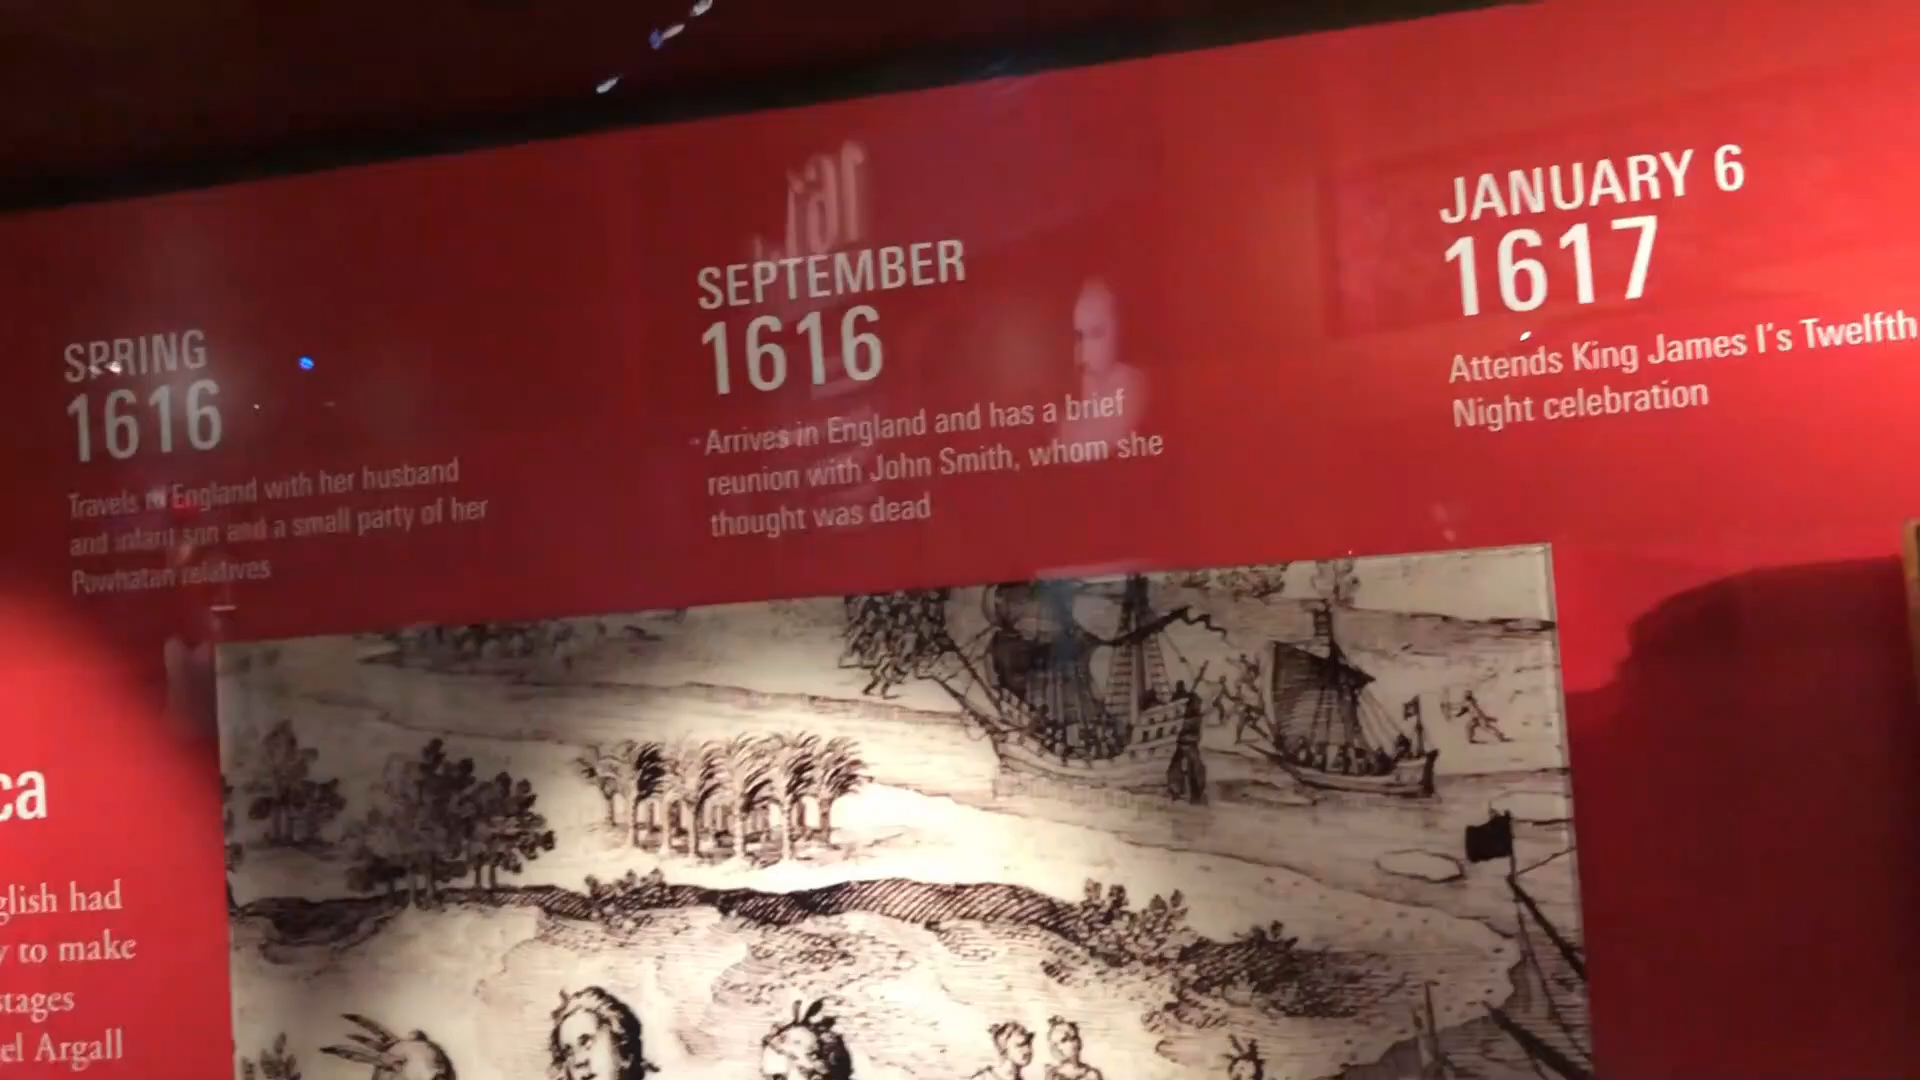 SPRING
1616
Travels to England with her husband
and infant son and a small party of her
Powhatan relatives
SEPTEMBER
1616
Arrives in England and has a brief
reunion with John Smith, whom she
thought was dead
JANUARY 6
1617
Attends King James I's Twelfth
Night celebration
ca
glish had
y to make
stages
el Argall